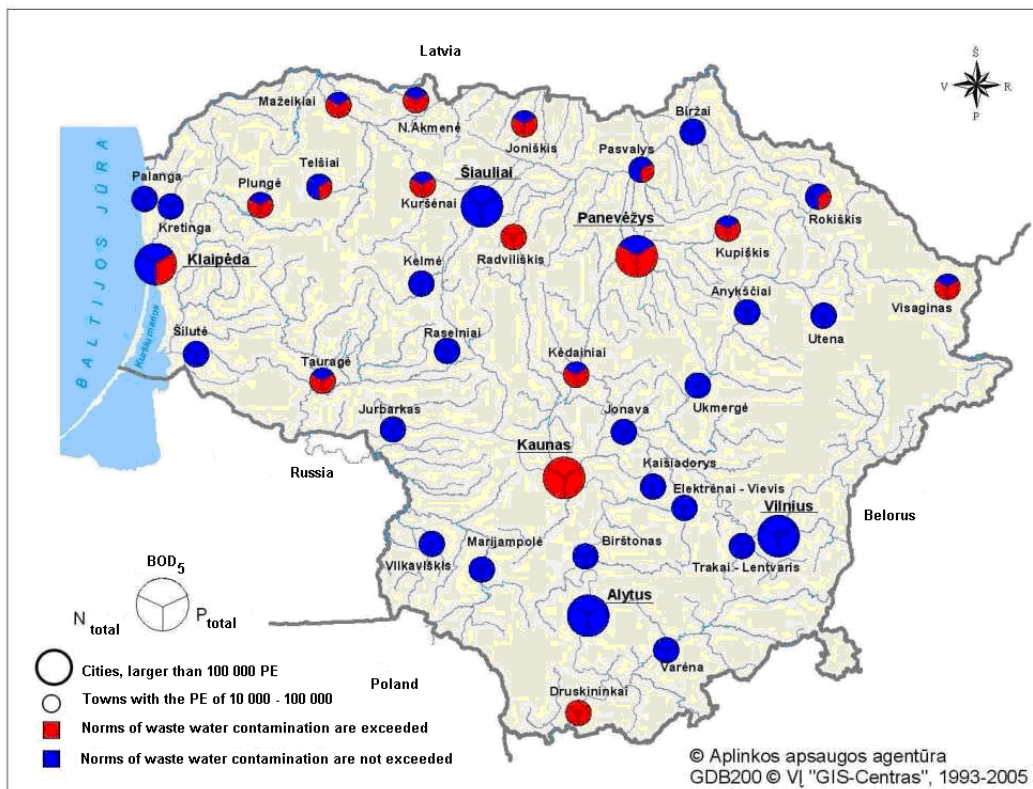 Latvia
Š
V
R
P
Mažeikiai
N.Akmenė
Joniškis
Biržai
Pasvalys
Telšiai
Šiauliai
Palanga
Plungė
Kuršėnai
Rokiškis
Panevėžys
Kretinga
Radviliškis
Kupiškis
Klaipėda
Kelmė
Anykščiai
Visaginas
BALTIJOS JŪRA
Kuršių marios
Utena
Šilutė
Raseiniai
Tauragė
Kėdainiai
Ukmergė
Jurbarkas
Jonava
Kaunas
Kaišiadorys
Russia
Elektrėnai - Vievis
Vilnius
Belorus
Marijampolė
Birštonas
Vilkaviškis
Trakai - Lentvaris
BOD5
Alytus
N total
P total
Varėna
Cities, larger than 100 000 PE
Poland
Towns with the PE of 10 000 - 100 000
Druskininkai
Norms of waste water contamination are exceeded
Norms of waste water contamination are not exceeded
© Aplinkos apsaugos agentūra
GDB200 © VĮ "GIS-Centras", 1993-2005